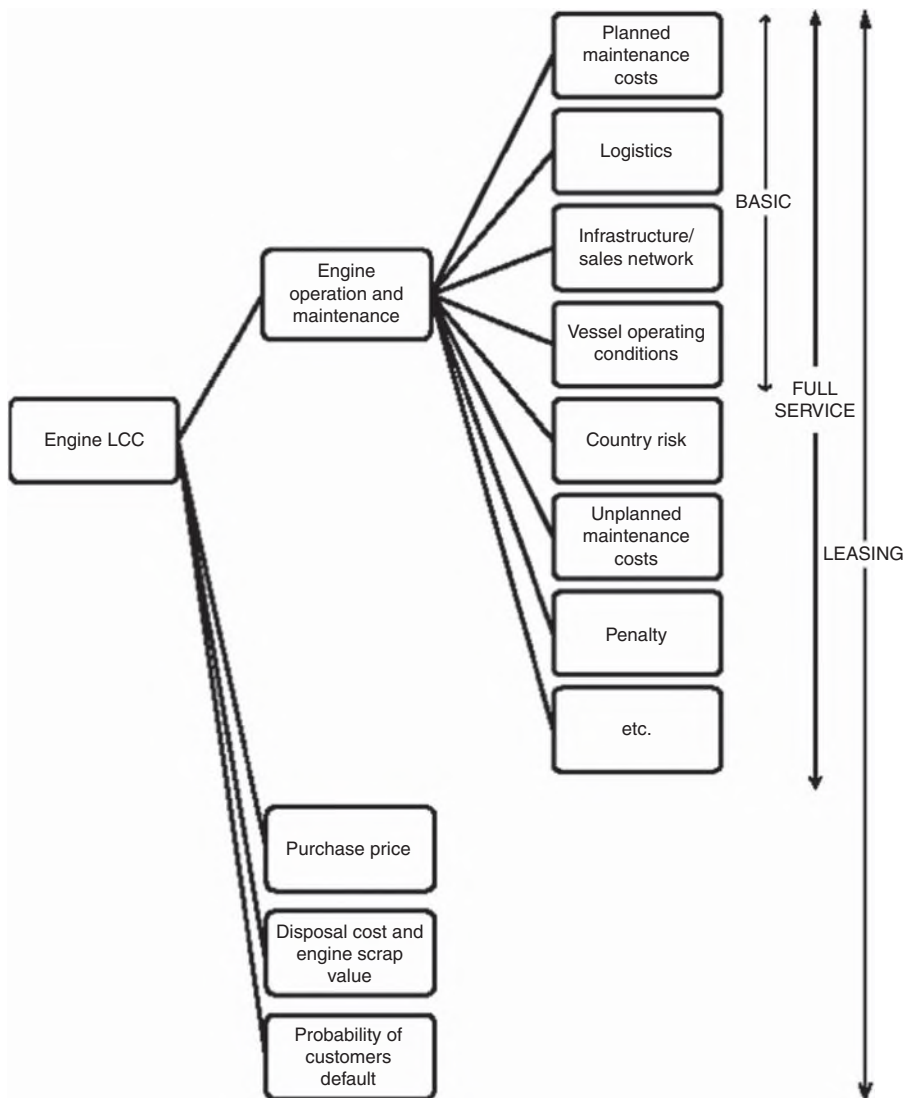 Planned
maintenance
costs
Logistics
BASIC
Infrastructure/
sales network
Engine
operation and
maintenance
Vessel operating
conditions
FULL
SERVICE
Engine LCC
Country risk
Unplanned
maintenance
costs
LEASING
Penalty
etc.
Purchase price
Disposal cost and
engine scrap
value
Probability of
customers
default